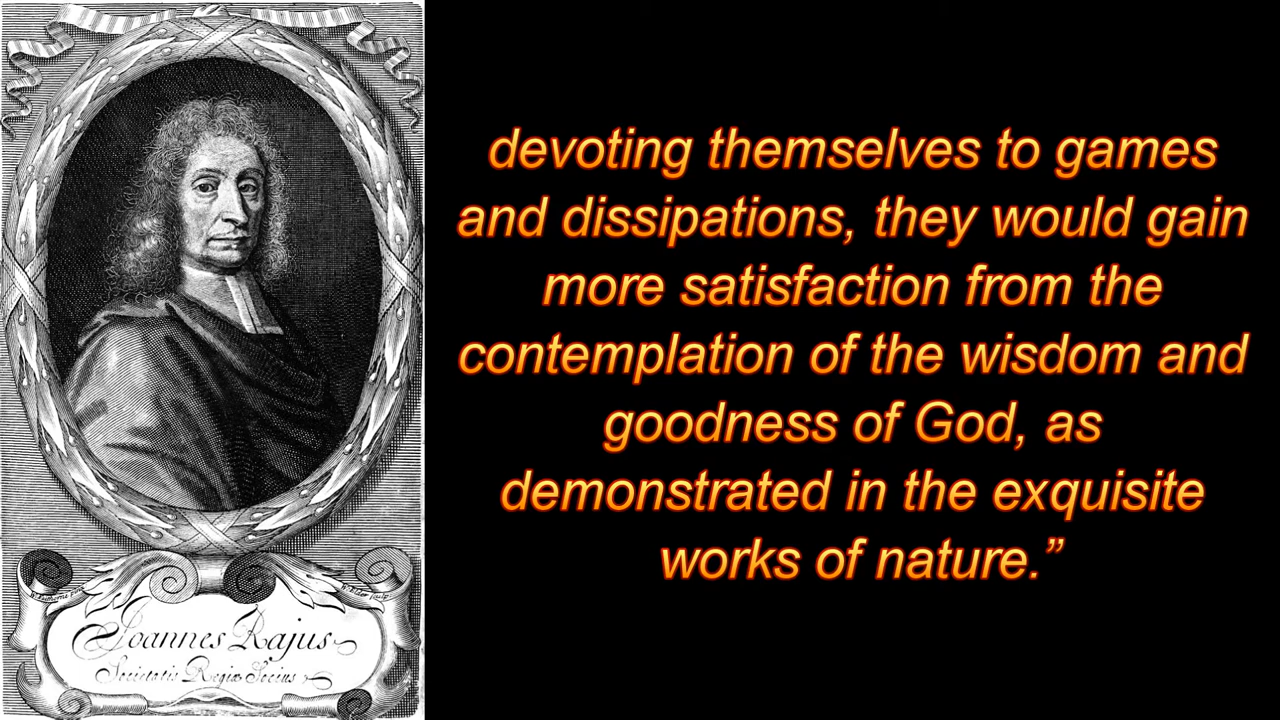 devoting themselves to games
and dissipations, they would gain
more satisfaction from the
contemplation of the wisdom and
goodness of God, as
demonstrated in the exquisite
works of nature.”
Joannes Rajus
Societatis Regiæ Socius